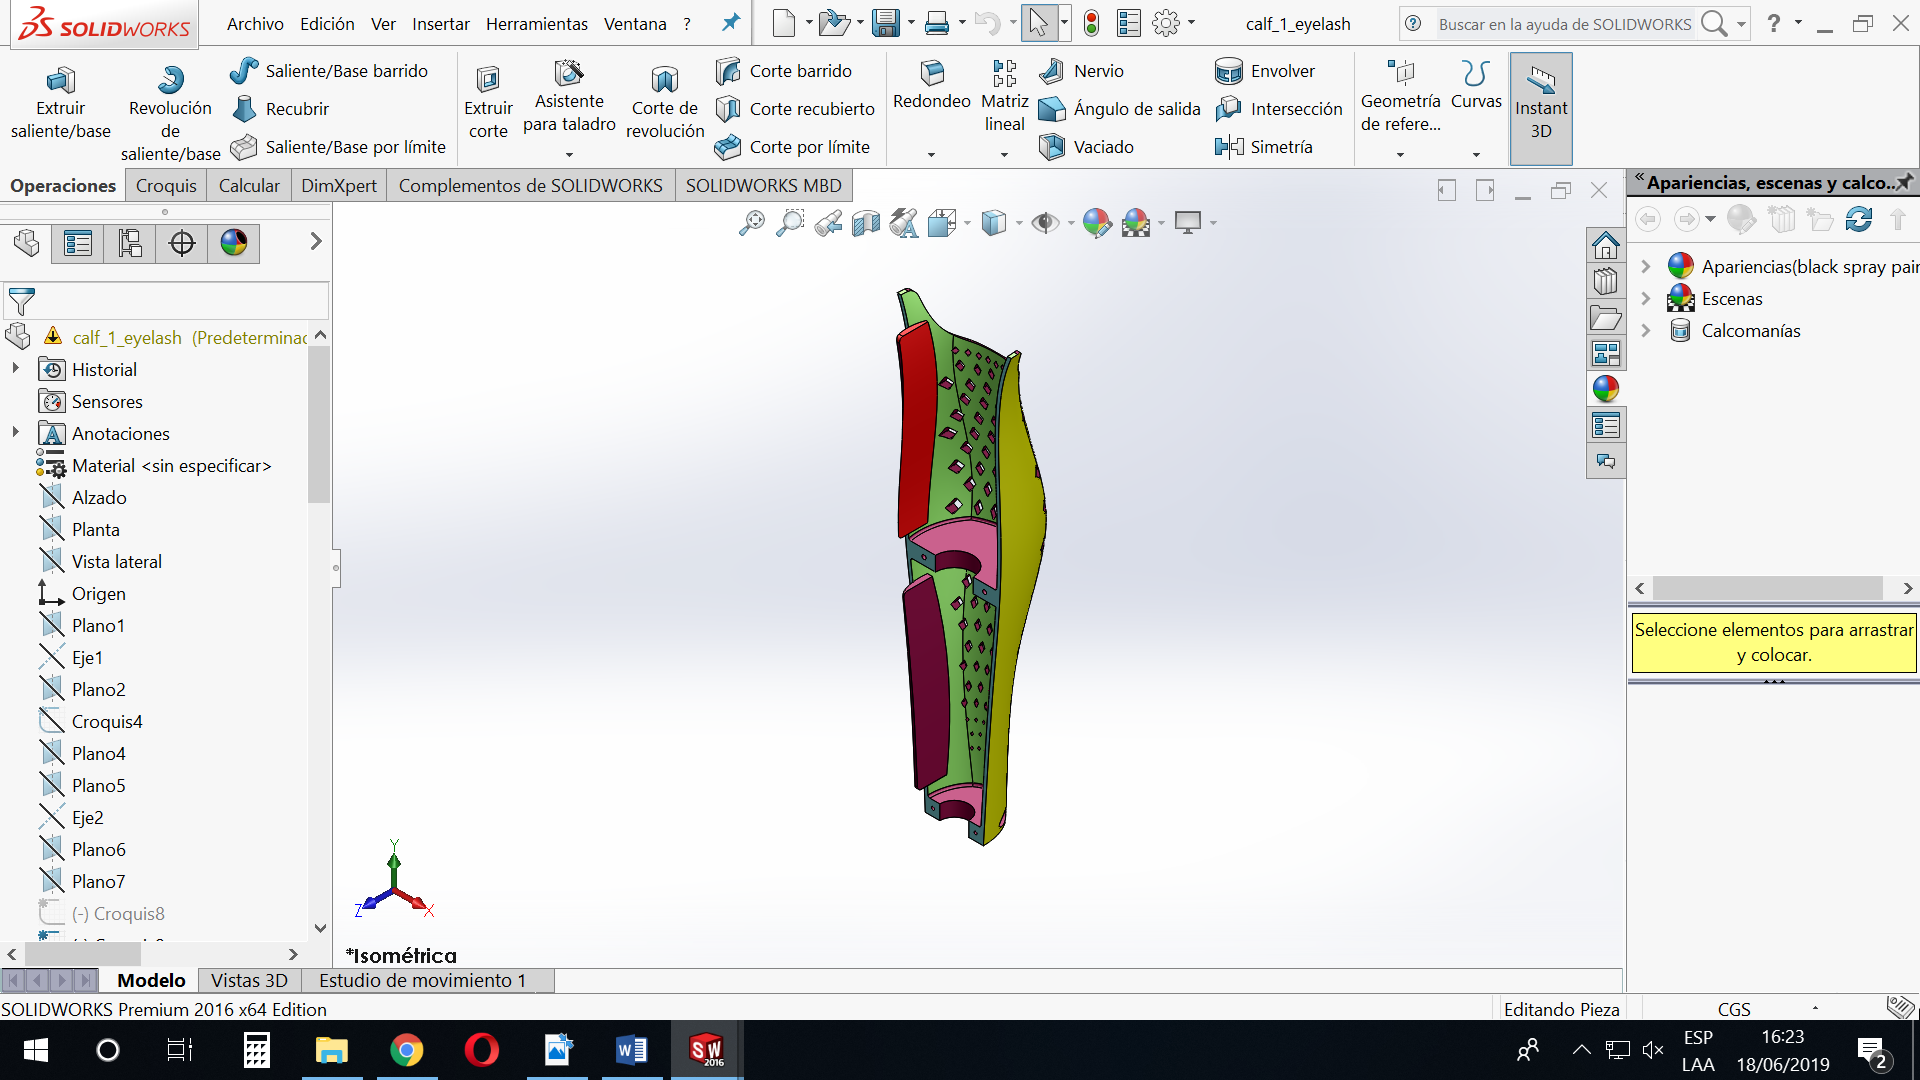 SOLIDWORKS
Archivo
Edición
Ver
Insertar
Herramientas
Ventana
?
calf_1_eyelash
Buscar en la ayuda de SOLIDWORKS
?
Extruir
saliente/base
Revolución
de
saliente/base
Saliente/Base barrido
Recubrir
Saliente/Base por límite
Extruir
corte
Asistente
para taladro
Corte de
revolución
Corte barrido
Corte recubierto
Corte por límite
Redondeo
Matriz
lineal
Nervio
Ángulo de salida
Vaciado
Envolver
Intersección
Simetría
Geometría
de refere...
Curvas
Instant
3D
Operaciones
Croquis
Calcular
DimXpert
Complementos de SOLIDWORKS
SOLIDWORKS MBD
calf_1_eyelash (Predeterminac
Historial
Sensores
Anotaciones
Material <sin especificar>
Alzado
Planta
Vista lateral
Origen
Plano1
Eje1
Plano2
Croquis4
Plano4
Plano5
Eje2
Plano6
Plano7
(-) Croquis8
Y
Z
X
*Isométrica
Apariencias, escenas y calco..
Apariencias(black spray pair
Escenas
Calcomanías
Seleccione elementos para arrastrar
y colocar.
Modelo
Vistas 3D
Estudio de movimiento 1
SOLIDWORKS Premium 2016 x64 Edition
Editando Pieza
CGS
SW
2016
ESP
LAA
16:23
18/06/2019
2